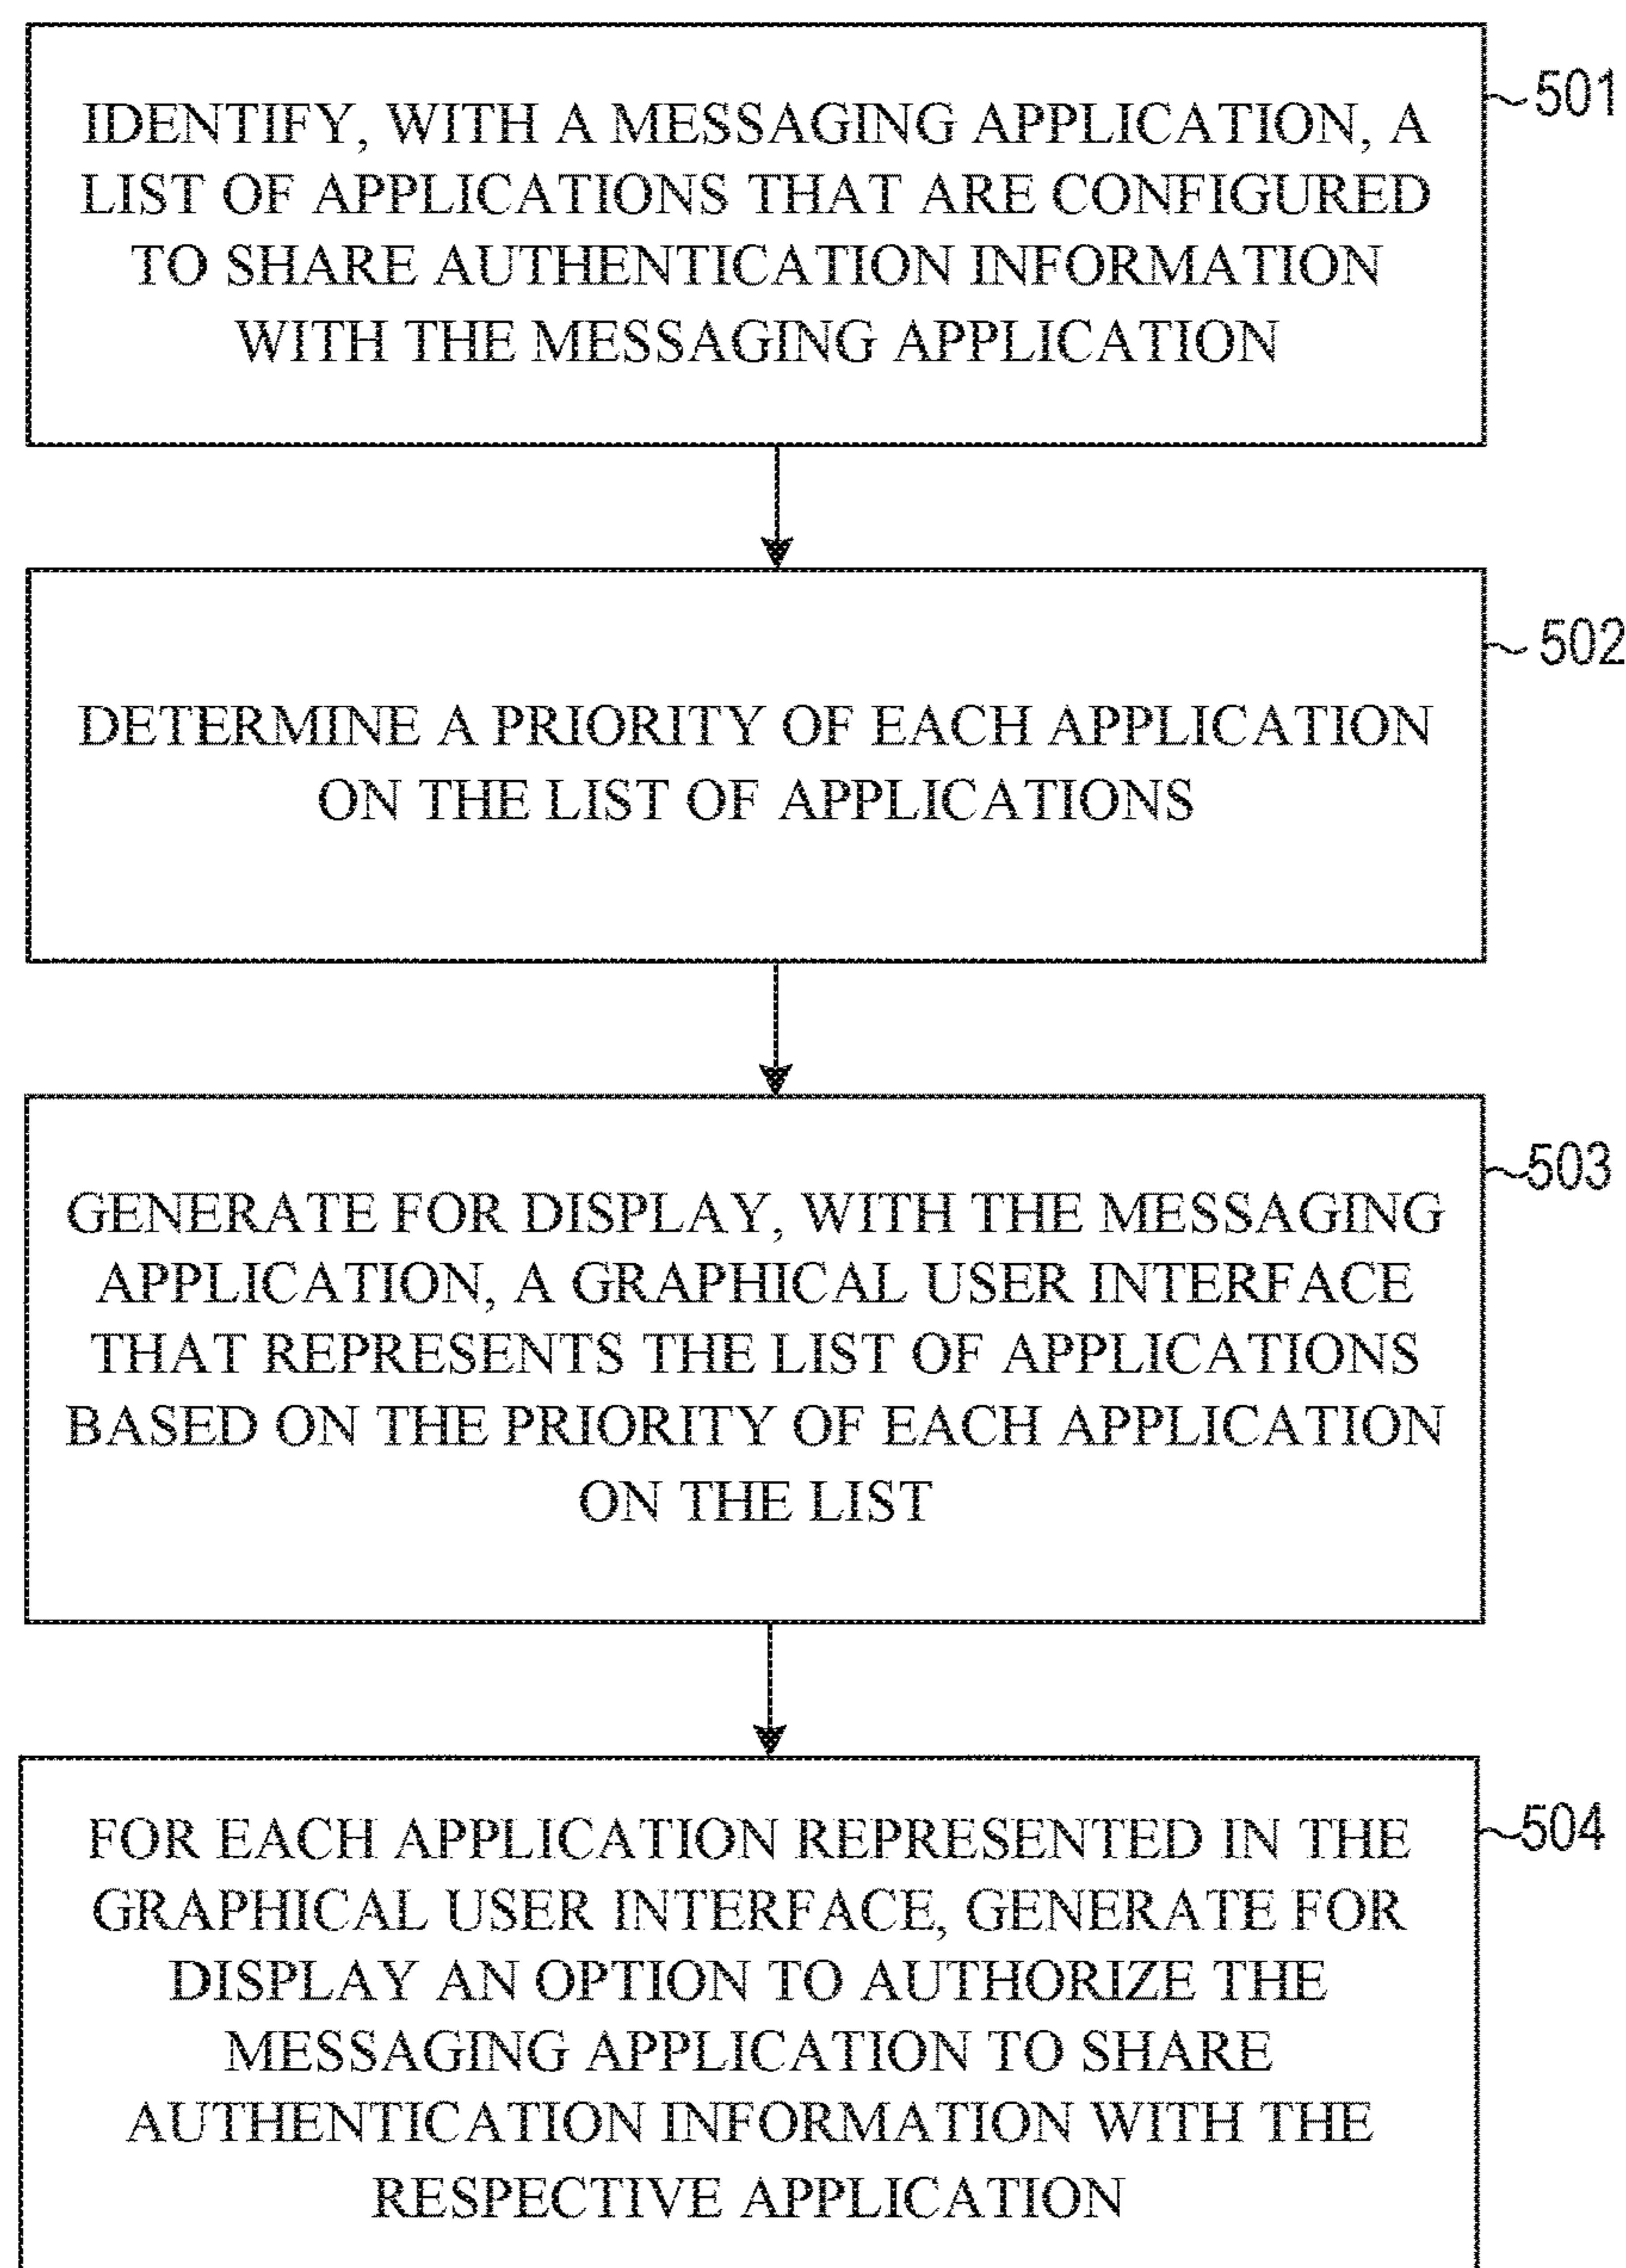 IDENTIFY, WITH A MESSAGING APPLICATION, A
LIST OF APPLICATIONS THAT ARE CONFIGURED
TO SHARE AUTHENTICATION INFORMATION
WITH THE MESSAGING APPLICATION
501
DETERMINE A PRIORITY OF EACH APPLICATION
ON THE LIST OF APPLICATIONS
502
GENERATE FOR DISPLAY, WITH THE MESSAGING
APPLICATION, A GRAPHICAL USER INTERFACE
THAT REPRESENTS THE LIST OF APPLICATIONS
BASED ON THE PRIORITY OF EACH APPLICATION
ON THE LIST
503
FOR EACH APPLICATION REPRESENTED IN THE
GRAPHICAL USER INTERFACE, GENERATE FOR
DISPLAY AN OPTION TO AUTHORIZE THE
MESSAGING APPLICATION TO SHARE
AUTHENTICATION INFORMATION WITH THE
RESPECTIVE APPLICATION
504